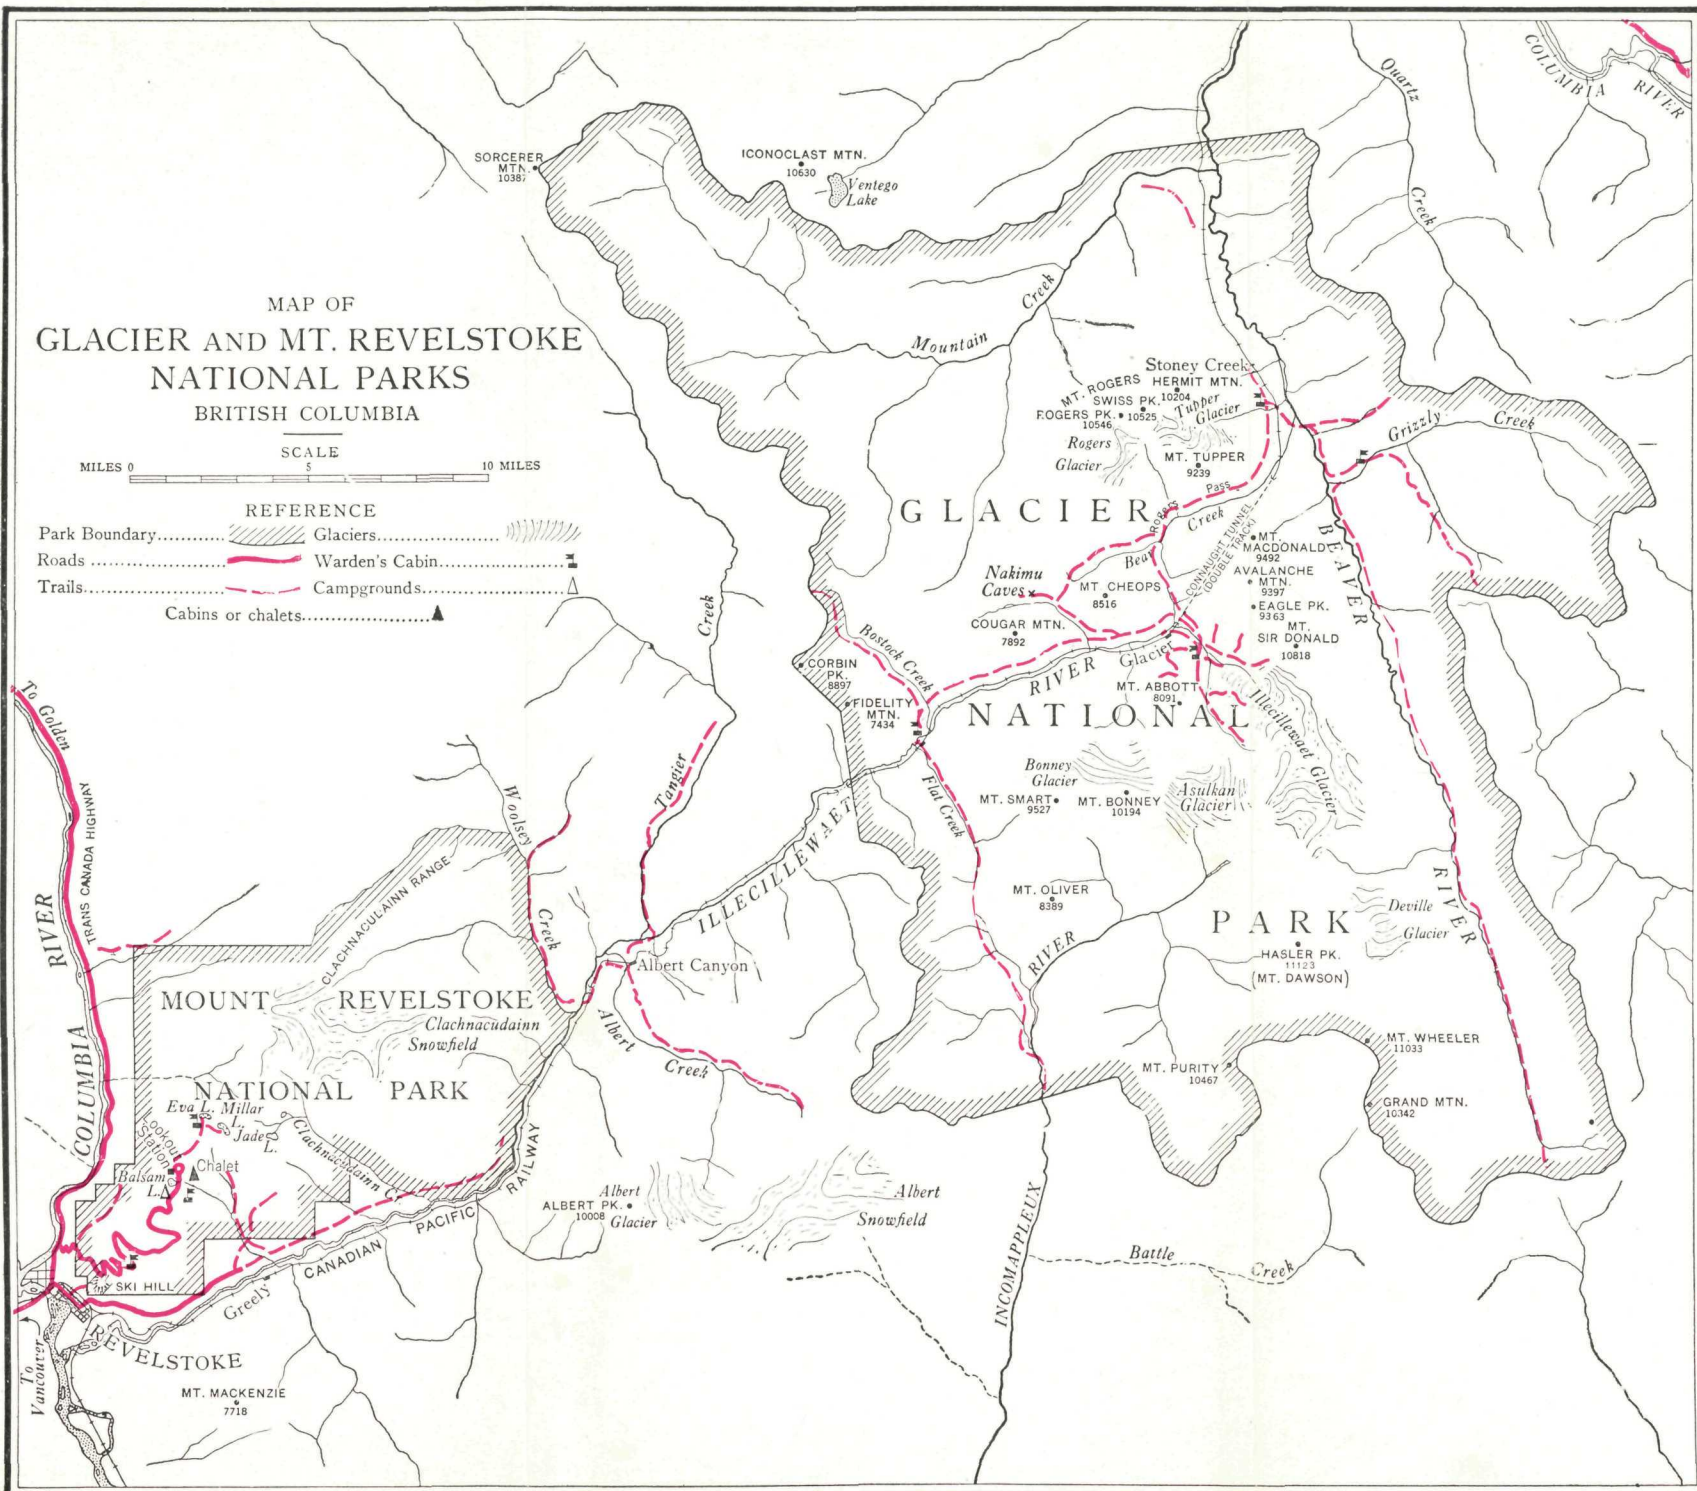 MAP OF
GLACIER AND MT. REVELSTOKE
NATIONAL PARKS
BRITISH COLUMBIA
SCALE
MILES 0 5 10 MILES
REFERENCE
Park Boundary
Glaciers
Roads
Warden's Cabin
Trails
Campgrounds
Cabins or chalets
SORCERER
MTN.
10387
ICONOCLAST MTN.
10630
Ventego
Lake
Quartz
Creek
COLUMBIA
RIVER
Mountain
Creek
Stoney Creek
MT. ROGERS
HERMIT MTN.
10204
SWISS PK.
10525
ROGERS PK.
10546
Tupper
Glacier
Rogers
Glacier
MT. TUPPER
9239
Grizzly
Creek
GLACIER
Rogers
Pass
Bear
Creek
CONNAUGHT TUNNEL
(DOUBLE TRACK)
MT.
MACDONALD
9492
AVALANCHE
MTN.
9397
EAGLE PK.
9363
MT.
SIR DONALD
10818
BEAVER
RIVER
Nakimu
Caves
MT. CHEOPS
8516
COUGAR MTN.
7892
Bostock Creek
CORBIN
PK.
8897
FIDELITY
MTN.
7434
RIVER
Glacier
MT. ABBOTT
8091
Illecillewaet Glacier
NATIONAL
Bonney
Glacier
MT. SMART
9527
MT. BONNEY
10194
Asulkan
Glacier
Flat Creek
Creek
Tangier
Woolsey
Creek
ILLECILLEWAET
MT. OLIVER
8389
PARK
HASLER PK.
11123
(MT. DAWSON)
Deville
Glacier
RIVER
To
Golden
TRANS CANADA HIGHWAY
COLUMBIA
RIVER
CLACHNACULAINN RANGE
Albert Canyon
MOUNT REVELSTOKE
Clachnacudainn
Snowfield
NATIONAL PARK
Albert
Creek
MT. PURITY
10467
MT. WHEELER
11033
GRAND MTN.
10342
Eva L.
Millar
L.
Jade
L.
Lookout
Station
Chalet
Balsam
L.
Clachnacudainn C.
RAILWAY
PACIFIC
CANADIAN
Albert
Glacier
ALBERT PK.
10008
Albert
Snowfield
INCOMAPPLEUX
Battle
Creek
SKI HILL
Greely
REVELSTOKE
To
Vancouver
MT. MACKENZIE
7718